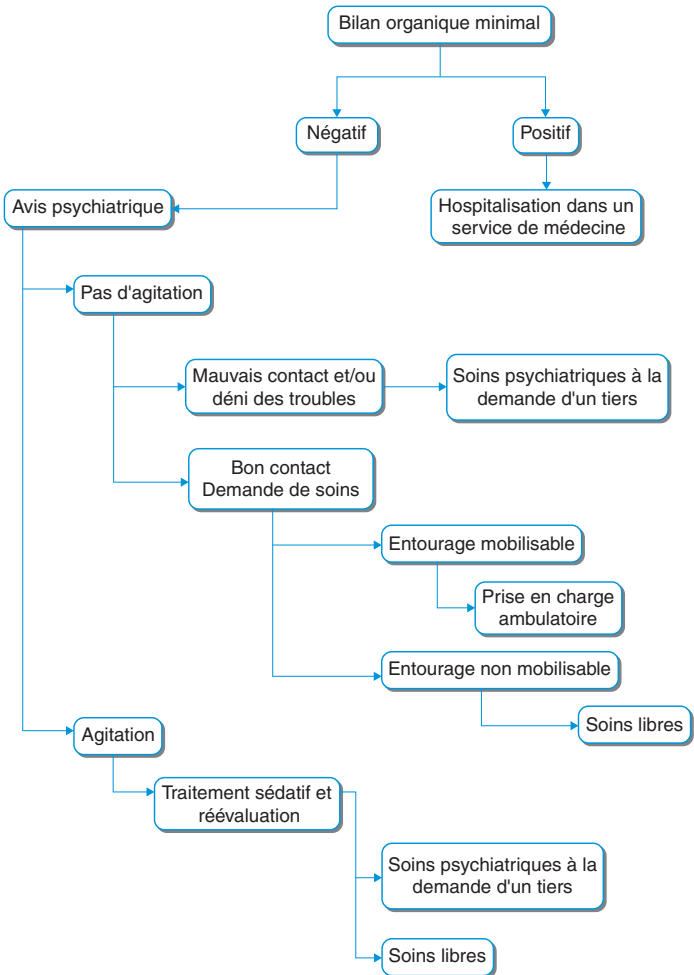 Bilan organique minimal
Négatif
Positif
Avis psychiatrique
Hospitalisation dans un
service de médecine
Pas d'agitation
Mauvais contact et/ou
déni des troubles
Soins psychiatriques à la
demande d'un tiers
Bon contact
Demande de soins
Entourage mobilisable
Prise en charge
ambulatoire
Entourage non mobilisable
Soins libres
Agitation
Traitement sédatif et
réévaluation
Soins psychiatriques à la
demande d'un tiers
Soins libres